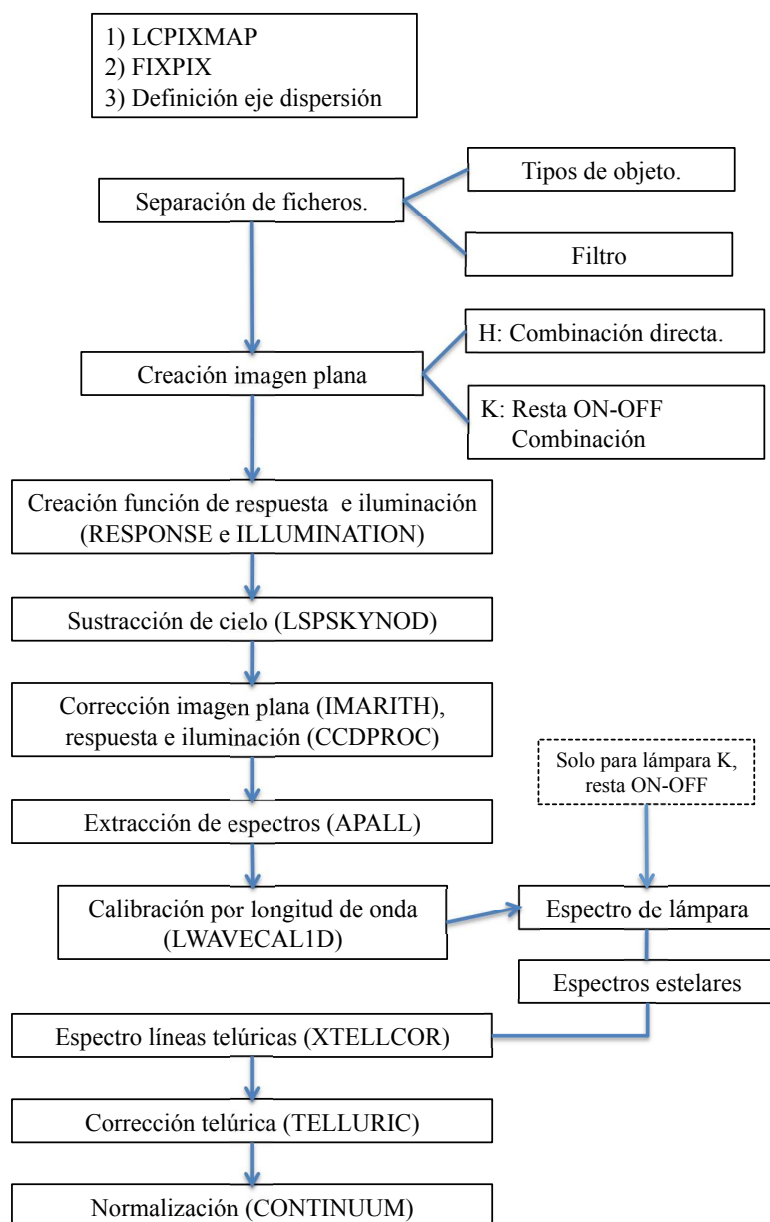 1) LCPIXMAP
2) FIXPIX
3) Definición eje dispersión
Separación de ficheros.
Tipos de objeto.
Filtro
Creación imagen plana
H: Combinación directa.
K: Resta ON-OFF
Combinación
Creación función de respuesta e iluminación
(RESPONSE e ILLUMINATION)
Sustracción de cielo (LSPSKYNOD)
Corrección imagen plana (IMARITH),
respuesta e iluminación (CCDPROC)
Solo para lámpara K,
resta ON-OFF
Extracción de espectros (APALL)
Calibración por longitud de onda
(LWAVECAL1D)
Espectro de lámpara
Espectros estelares
Espectro líneas telúricas (XTELLCOR)
Corrección telúrica (TELLURIC)
Normalización (CONTINUUM)